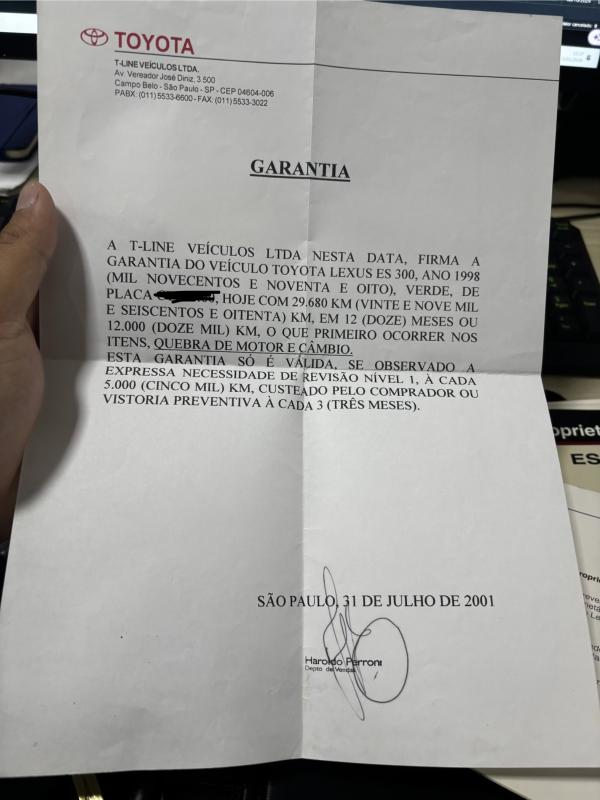 TOYOTA
T-LINE VEÍCULOS LTDA.
Av. Vereador José Diniz, 3.500
Campo Belo - São Paulo - SP - CEP 04604-006
PABX: (011) 5533-6600 - FAX: (011) 5533-3022
GARANTIA
A T-LINE VEÍCULOS LTDA NESTA DATA, FIRMA A
GARANTIA DO VEÍCULO TOYOTA LEXUS ES 300, ANO 1998
(MIL NOVECENTOS E NOVENTA E OITO), VERDE, DE
PLACA , HOJE COM 29.680 KM (VINTE E NOVE MIL
E SEISCENTOS E OITENTA) KM, EM 12 (DOZE) MESES OU
12.000 (DOZE MIL) KM, O QUE PRIMEIRO OCORRER NOS
ITENS, QUEBRA DE MOTOR E CÂMBIO.
ESTA GARANTIA SÓ É VÁLIDA, SE OBSERVADO A
EXPRESSA NECESSIDADE DE REVISÃO NÍVEL 1, À CADA
5.000 (CINCO MIL) KM, CUSTEADO PELO COMPRADOR OU
VISTORIA PREVENTIVA À CADA 3 (TRÊS MESES).
SÃO PAULO, 31 DE JULHO DE 2001
Haroldo Perroni
Depto de Vendas
opriet
ES